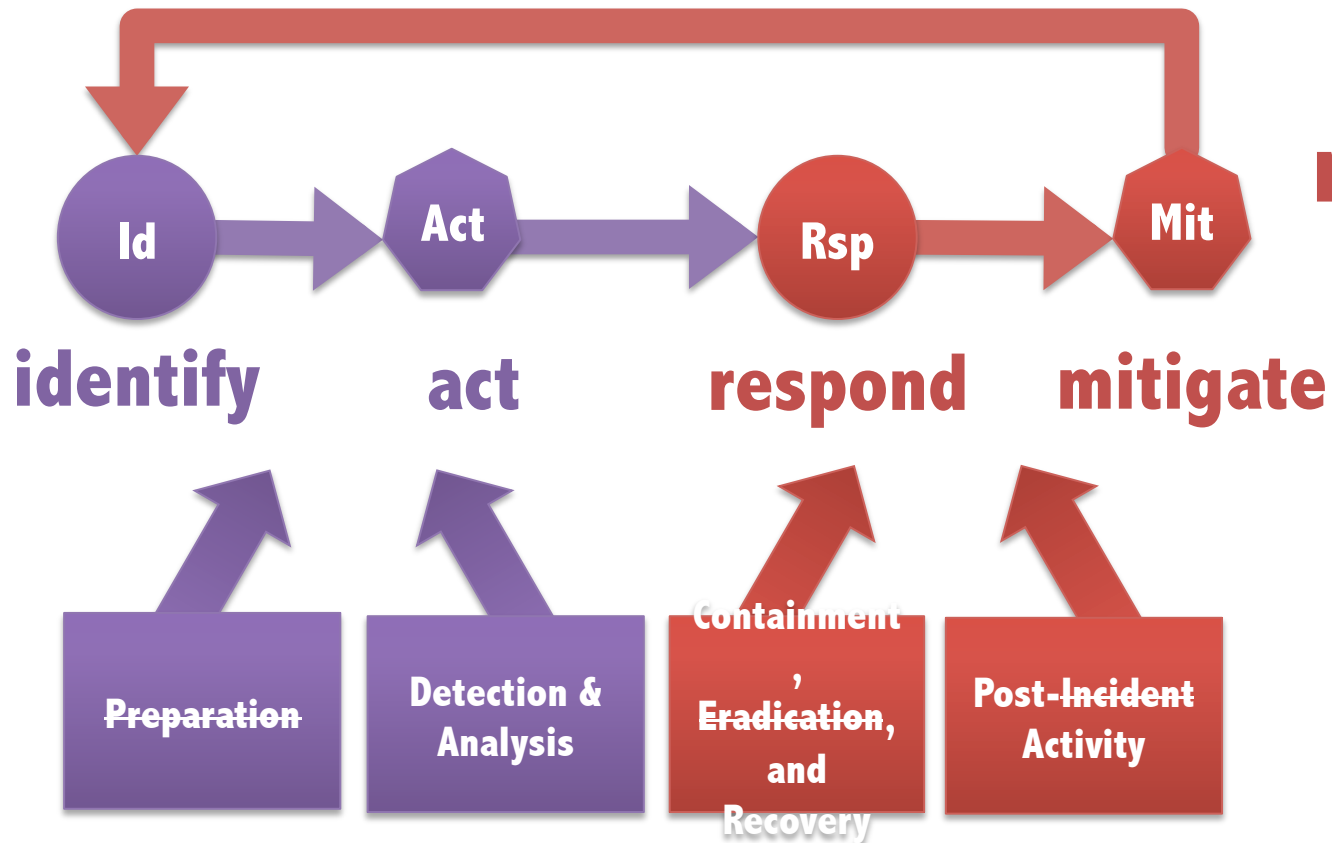 Id
Act
Rsp
Mit
identify
act
respond
mitigate
Preparation
Detection &
Analysis
Containment
,
Eradication,
and
Recovery
Post-Incident
Activity